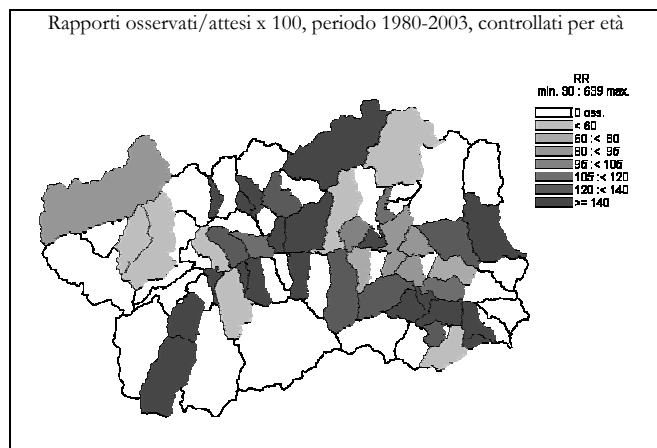 Rapporti osservati/attesi x 100, periodo 1980-2003, controllati per età
RR
min. 30 : 639 max.
0 oss.
< 60
60 :< 80
80 :< 95
95 :< 105
105 :< 120
120 :< 140
>= 140